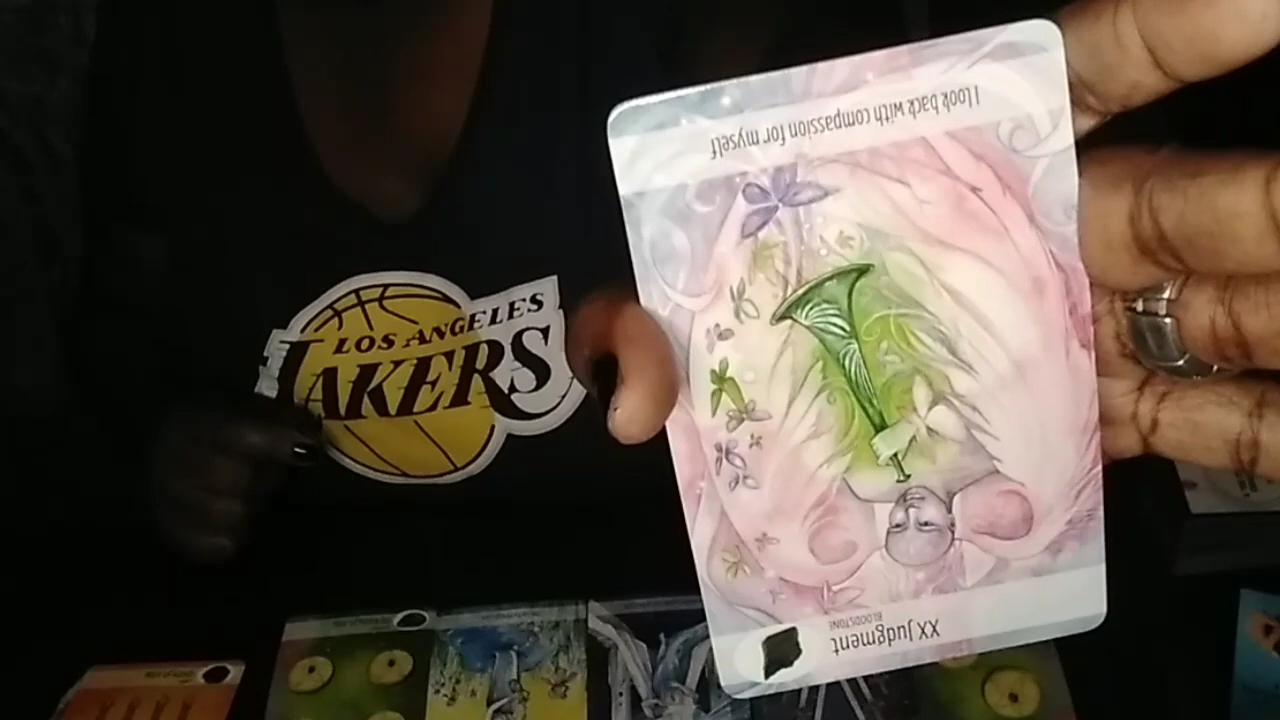 I look back with compassion for myself
LOS ANGELES
LAKERS
XX Judgment
BLOODSTONE